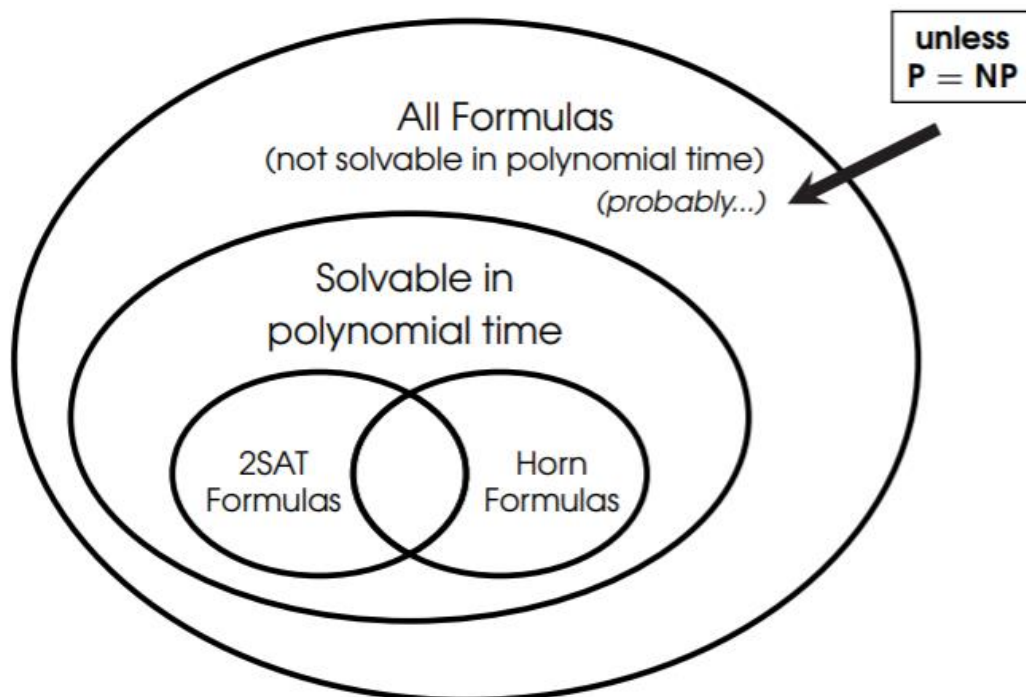 unless
P = NP
All Formulas
(not solvable in polynomial time)
(probably...)
Solvable in
polynomial time
2SAT
Formulas
Horn
Formulas